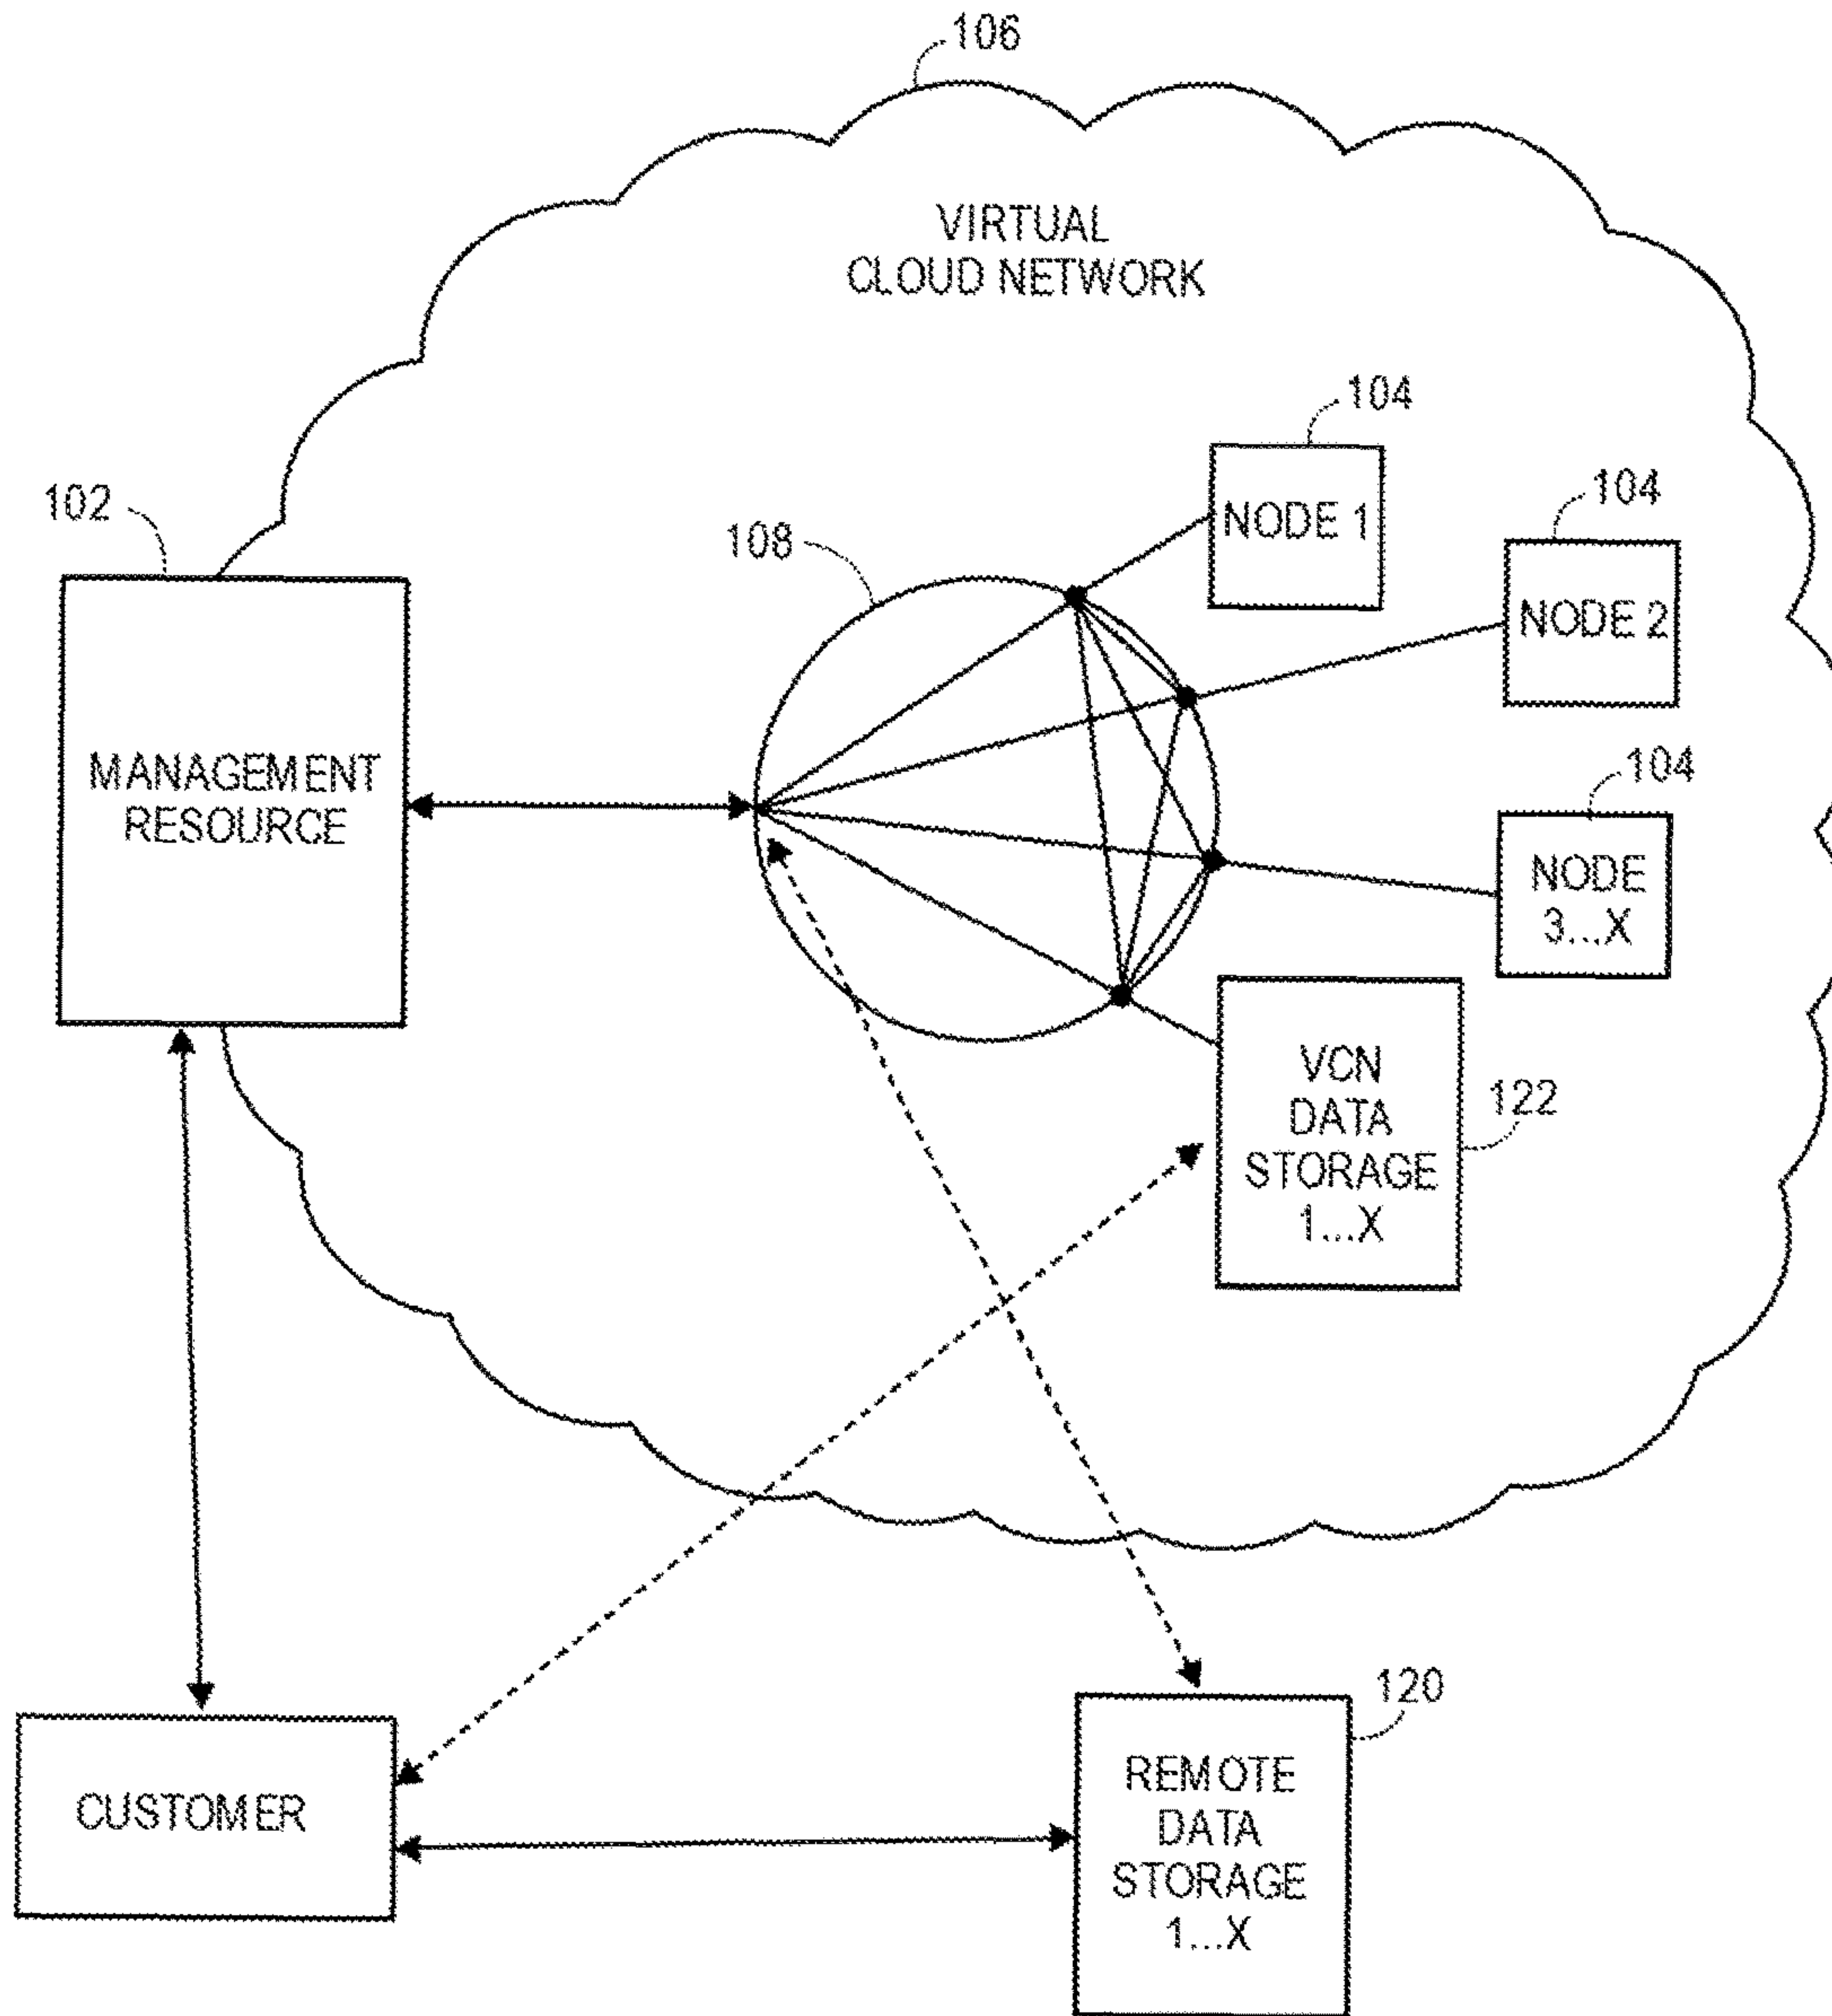 106
VIRTUAL
CLOUD NETWORK
104
NODE 1
104
NODE 2
102
108
MANAGEMENT
RESOURCE
104
NODE
3...X
VCN
DATA
STORAGE
1...X
122
120
CUSTOMER
REMOTE
DATA
STORAGE
1...X